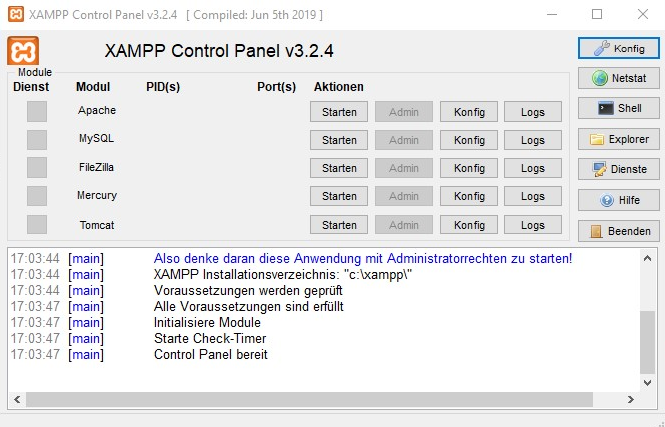 XAMPP Control Panel v3.2.4 [ Compiled: Jun 5th 2019 ]
XAMPP Control Panel v3.2.4
Konfig
Module
Dienst Modul PID(s) Port(s) Aktionen
Netstat
Apache Starten Admin Konfig Logs
Shell
MySQL Starten Admin Konfig Logs
Explorer
FileZilla Starten Admin Konfig Logs
Dienste
Mercury Starten Admin Konfig Logs
Hilfe
Tomcat Starten Admin Konfig Logs
Beenden
17:03:44 [main] Also denke daran diese Anwendung mit Administratorrechten zu starten!
17:03:44 [main] XAMPP Installationsverzeichnis: "c:\xampp\"
17:03:44 [main] Voraussetzungen werden geprüft
17:03:47 [main] Alle Voraussetzungen sind erfüllt
17:03:47 [main] Initialisiere Module
17:03:47 [main] Starte Check-Timer
17:03:47 [main] Control Panel bereit